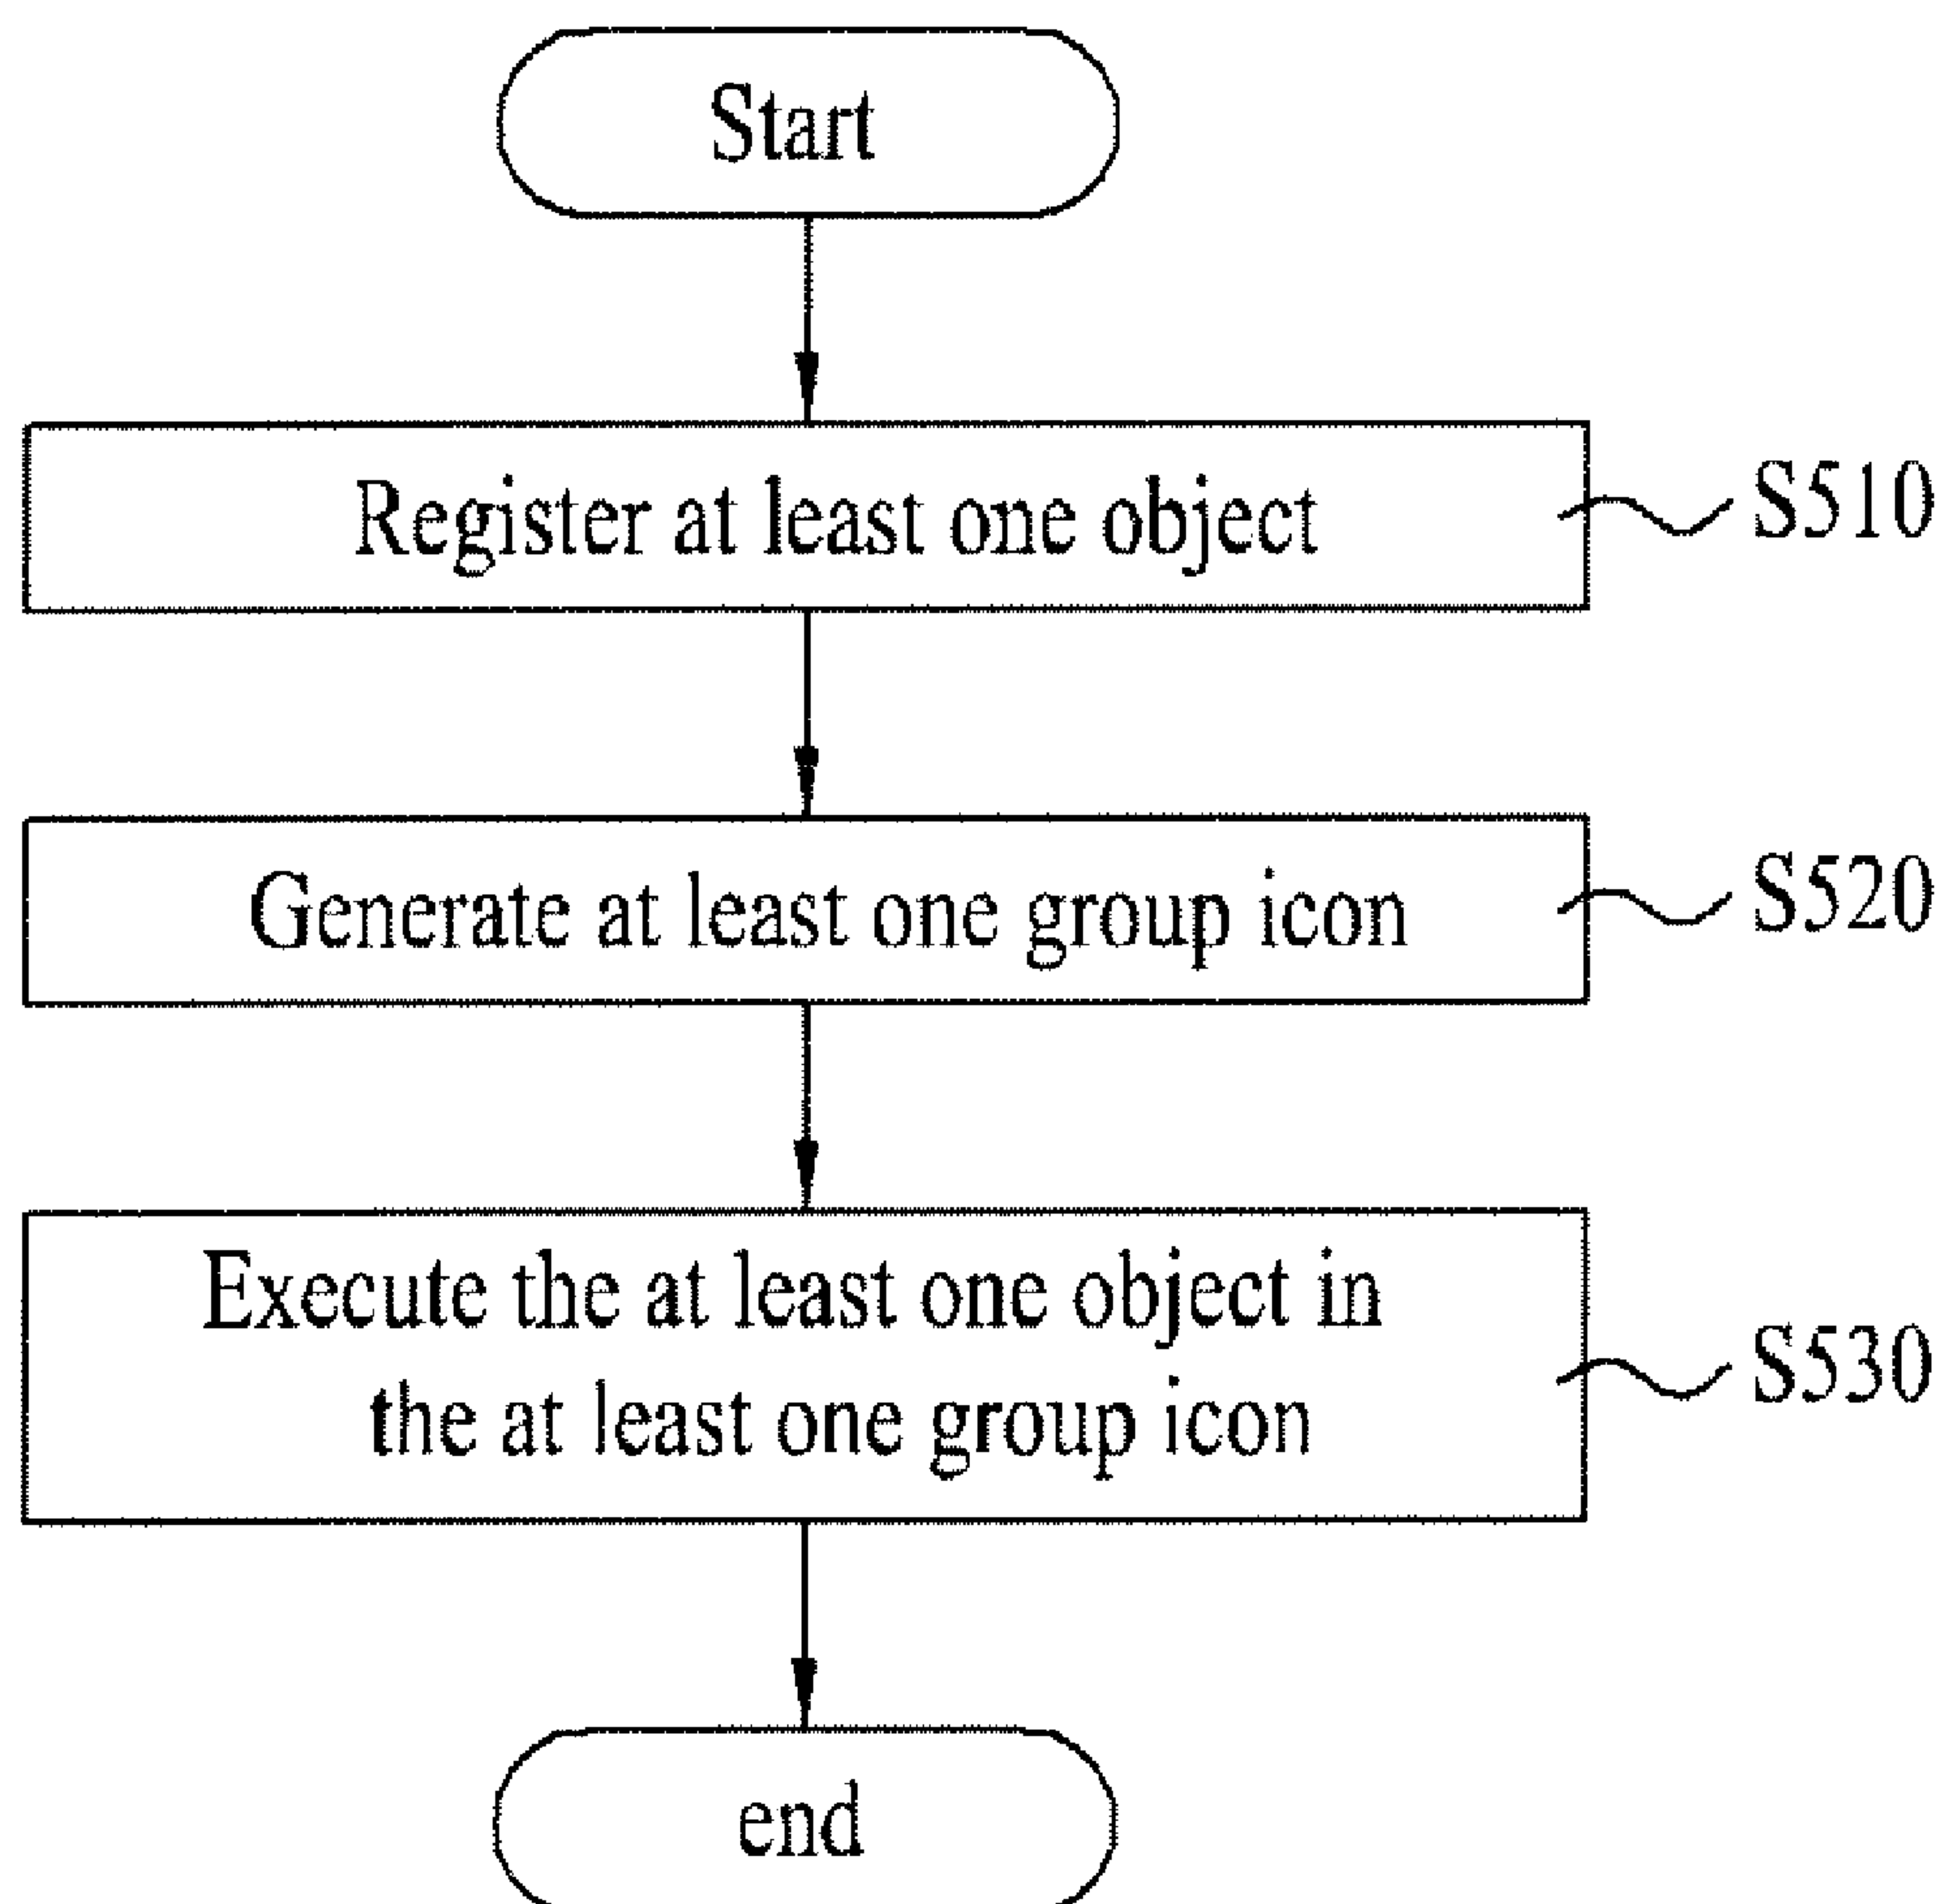 Start
Register at least one object
S510
Generate at least one group icon
S520
Execute the at least one object in
the at least one group icon
S530
end